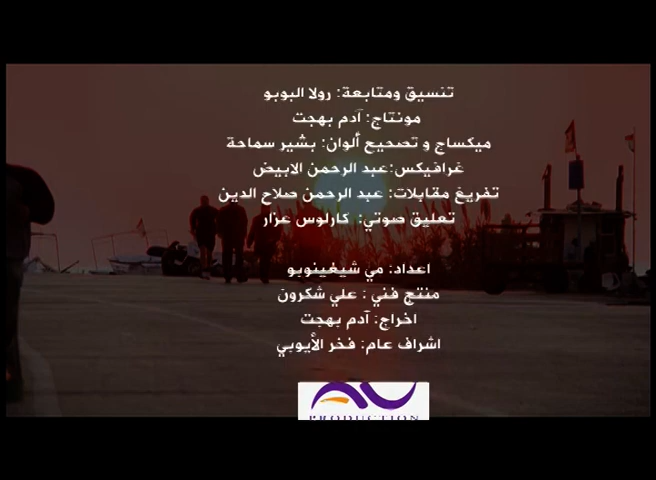 تنسيق ومتابعة: رولا البوبو
مونتاج: آدم بهجت
ميكساج و تصحيح ألوان: بشير سماحة
غرافيكس:عبد الرحمن الابيض
تفريغ مقابلات: عبد الرحمن صلاح الدين
تعليق صوتي: كارلوس عزار
اعداد: مي شيغينوبو
منتج فني : علي شكرون
اخراج: آدم بهجت
اشراف عام: فخر الأيوبي
PRODUCTION